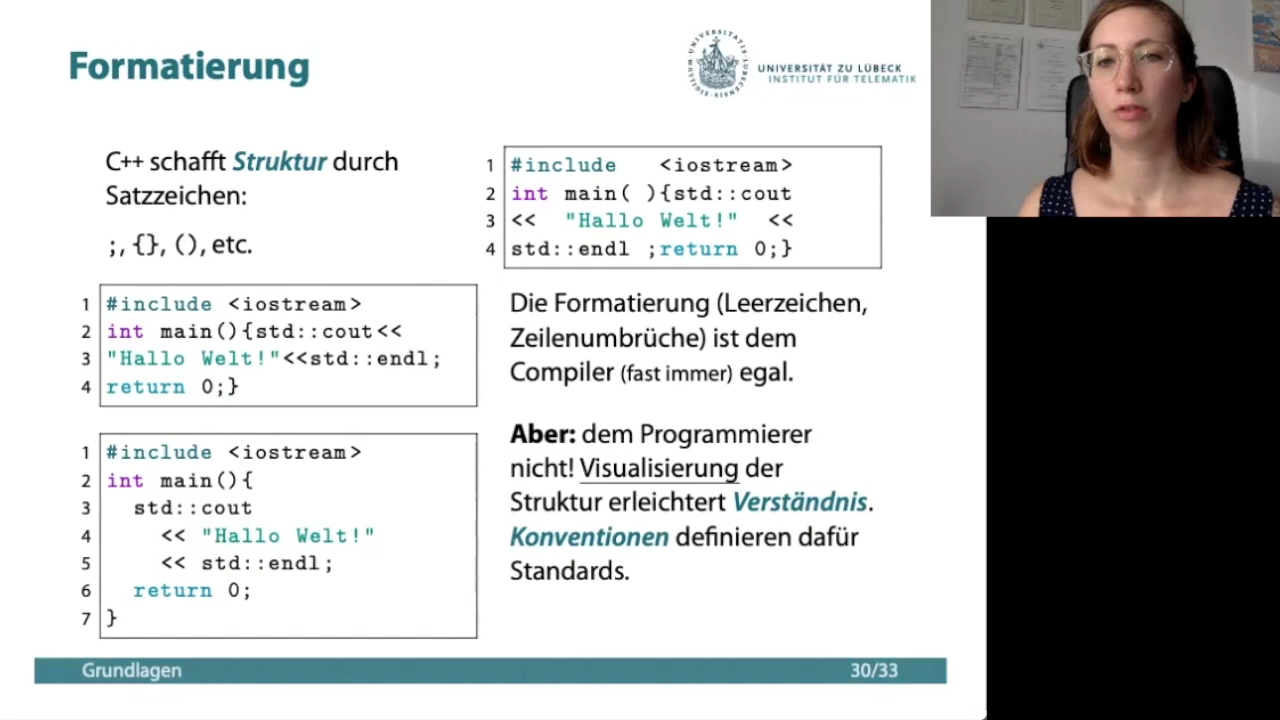 Formatierung
UNIVERSITÄT ZU LÜBECK
INSTITUT FÜR TELEMATIK
C++ schafft Struktur durch
Satzzeichen:
;, {}, (), etc.
1 #include <iostream>
2 int main(){std::cout<<
3 "Hallo Welt!"<<std::endl;
4 return 0;}
1 #include <iostream>
2 int main(){
3 std::cout
4 << "Hallo Welt!"
5 << std::endl;
6 return 0;
7 }
1 #include   <iostream>
2 int main( ){std::cout
3 <<  "Hallo Welt!"  <<
4 std::endl ;return 0;}
Die Formatierung (Leerzeichen,
Zeilenumbrüche) ist dem
Compiler (fast immer) egal.
Aber: dem Programmierer
nicht! Visualisierung der
Struktur erleichtert Verständnis.
Konventionen definieren dafür
Standards.
Grundlagen
30/33